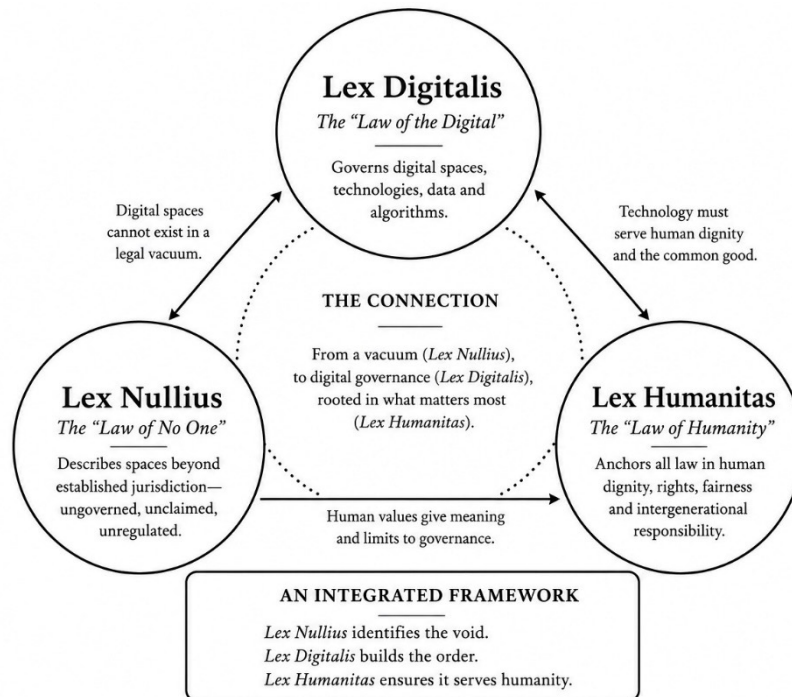 Lex Digitalis
The “Law of the Digital”
Governs digital spaces,
technologies, data and
algorithms.
Digital spaces
cannot exist in a
legal vacuum.
Technology must
serve human dignity
and the common good.
THE CONNECTION
From a vacuum (Lex Nullius),
to digital governance (Lex Digitalis),
rooted in what matters most
(Lex Humanitas).
Lex Nullius
The “Law of No One”
Describes spaces beyond
established jurisdiction—
ungoverned, unclaimed,
unregulated.
Lex Humanitas
The “Law of Humanity”
Anchors all law in human
dignity, rights, fairness
and intergenerational
responsibility.
Human values give meaning
and limits to governance.
AN INTEGRATED FRAMEWORK
Lex Nullius identifies the void.
Lex Digitalis builds the order.
Lex Humanitas ensures it serves humanity.